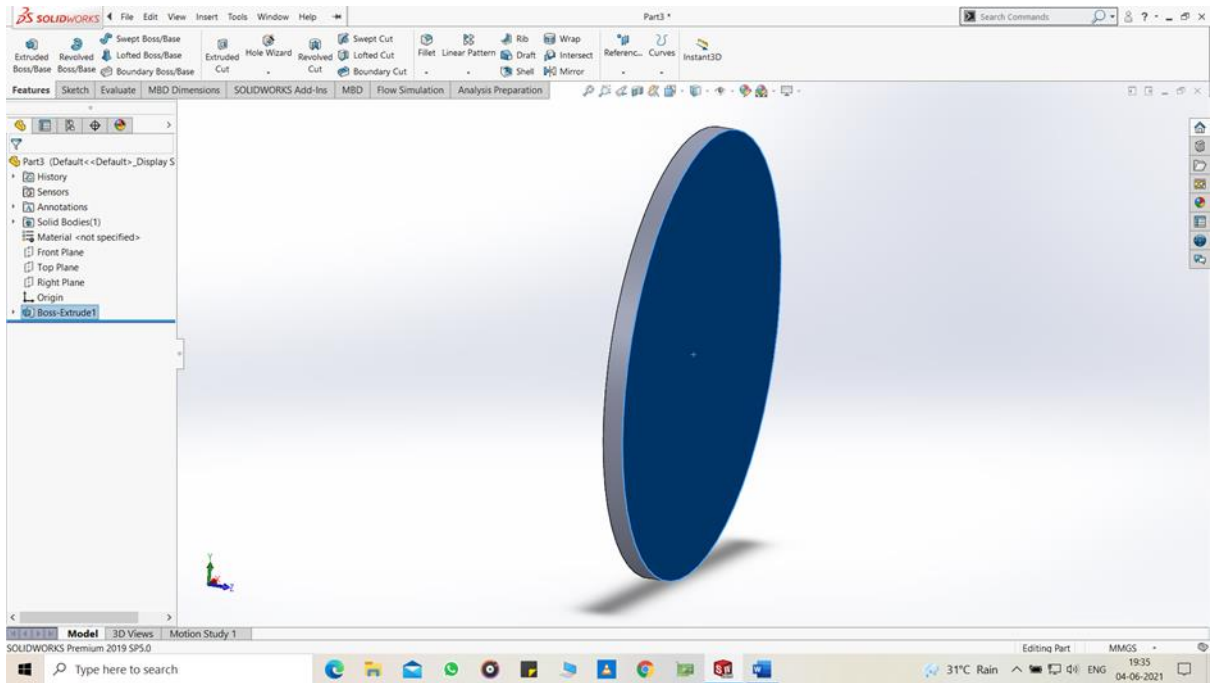 SOLIDWORKS File Edit View Insert Tools Window Help Part3 * Search Commands ?
Extruded Boss/Base Revolved Boss/Base Swept Boss/Base Lofted Boss/Base Boundary Boss/Base Extruded Cut Hole Wizard Revolved Cut Swept Cut Lofted Cut Boundary Cut Fillet Linear Pattern Rib Draft Shell Wrap Intersect Mirror Referenc... Curves Instant3D
Features Sketch Evaluate MBD Dimensions SOLIDWORKS Add-Ins MBD Flow Simulation Analysis Preparation
Part3 (Default<<Default>_Display S
History
Sensors
Annotations
Solid Bodies(1)
Material <not specified>
Front Plane
Top Plane
Right Plane
Origin
Boss-Extrude1
Y
Z
Model 3D Views Motion Study 1
SOLIDWORKS Premium 2019 SP5.0 Editing Part MMGS
Type here to search 31°C Rain ENG 19:35
04-06-2021